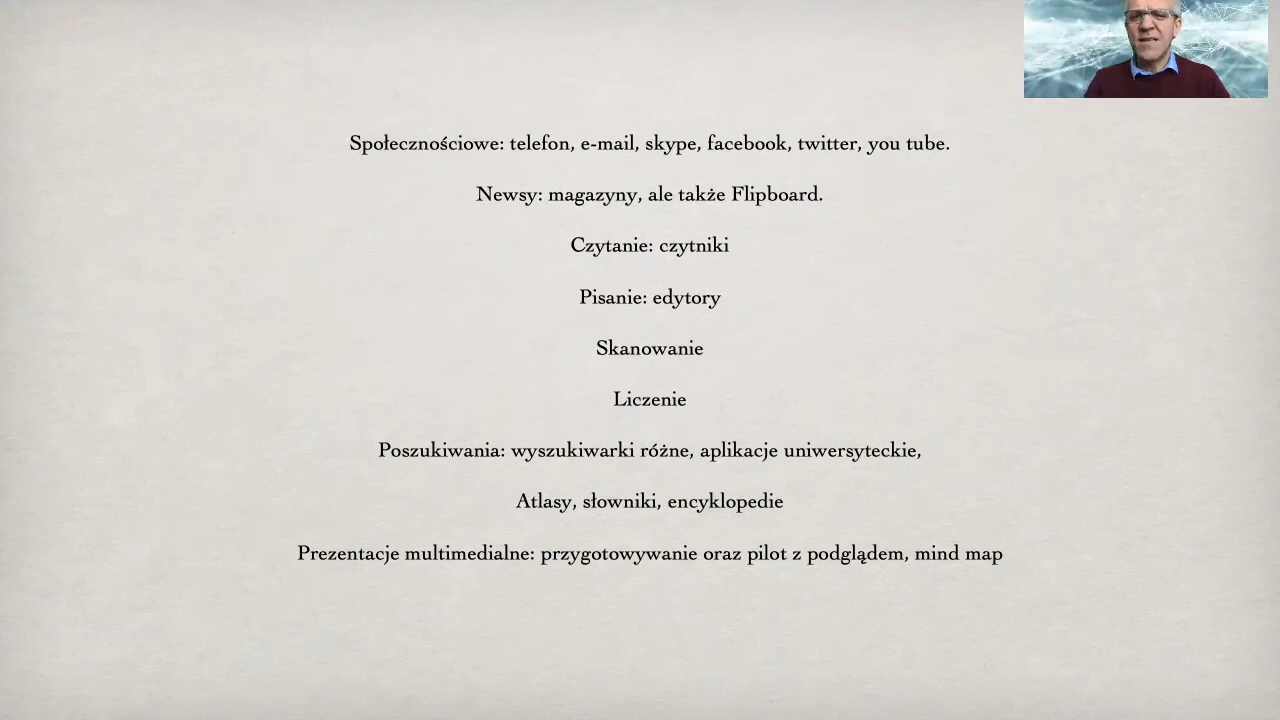 Społecznościowe: telefon, e-mail, skype, facebook, twitter, you tube.
Newsy: magazyny, ale także Flipboard.
Czytanie: czytniki
Pisanie: edytory
Skanowanie
Liczenie
Poszukiwania: wyszukiwarki różne, aplikacje uniwersyteckie,
Atlasy, słowniki, encyklopedie
Prezentacje multimedialne: przygotowywanie oraz pilot z podglądem, mind map